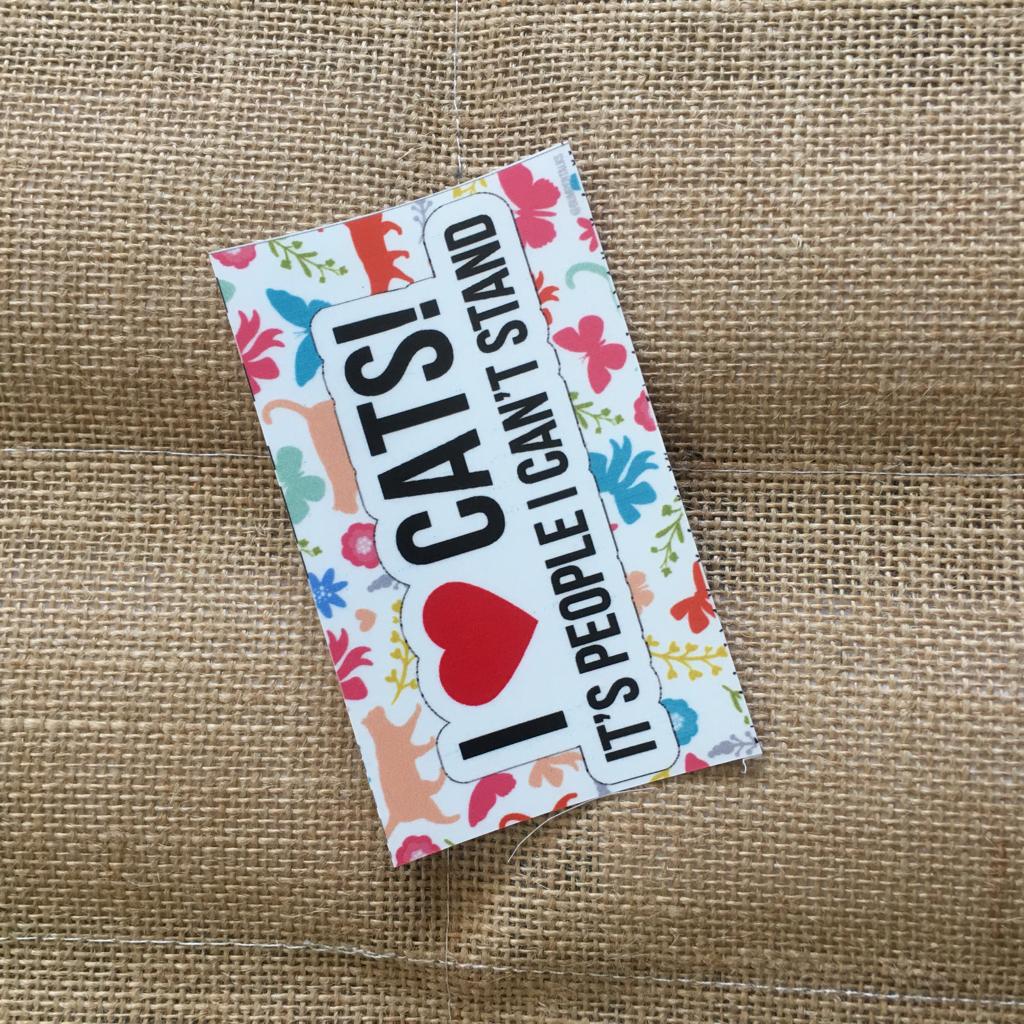 I ❤ CATS!
IT'S PEOPLE I CAN'T STAND